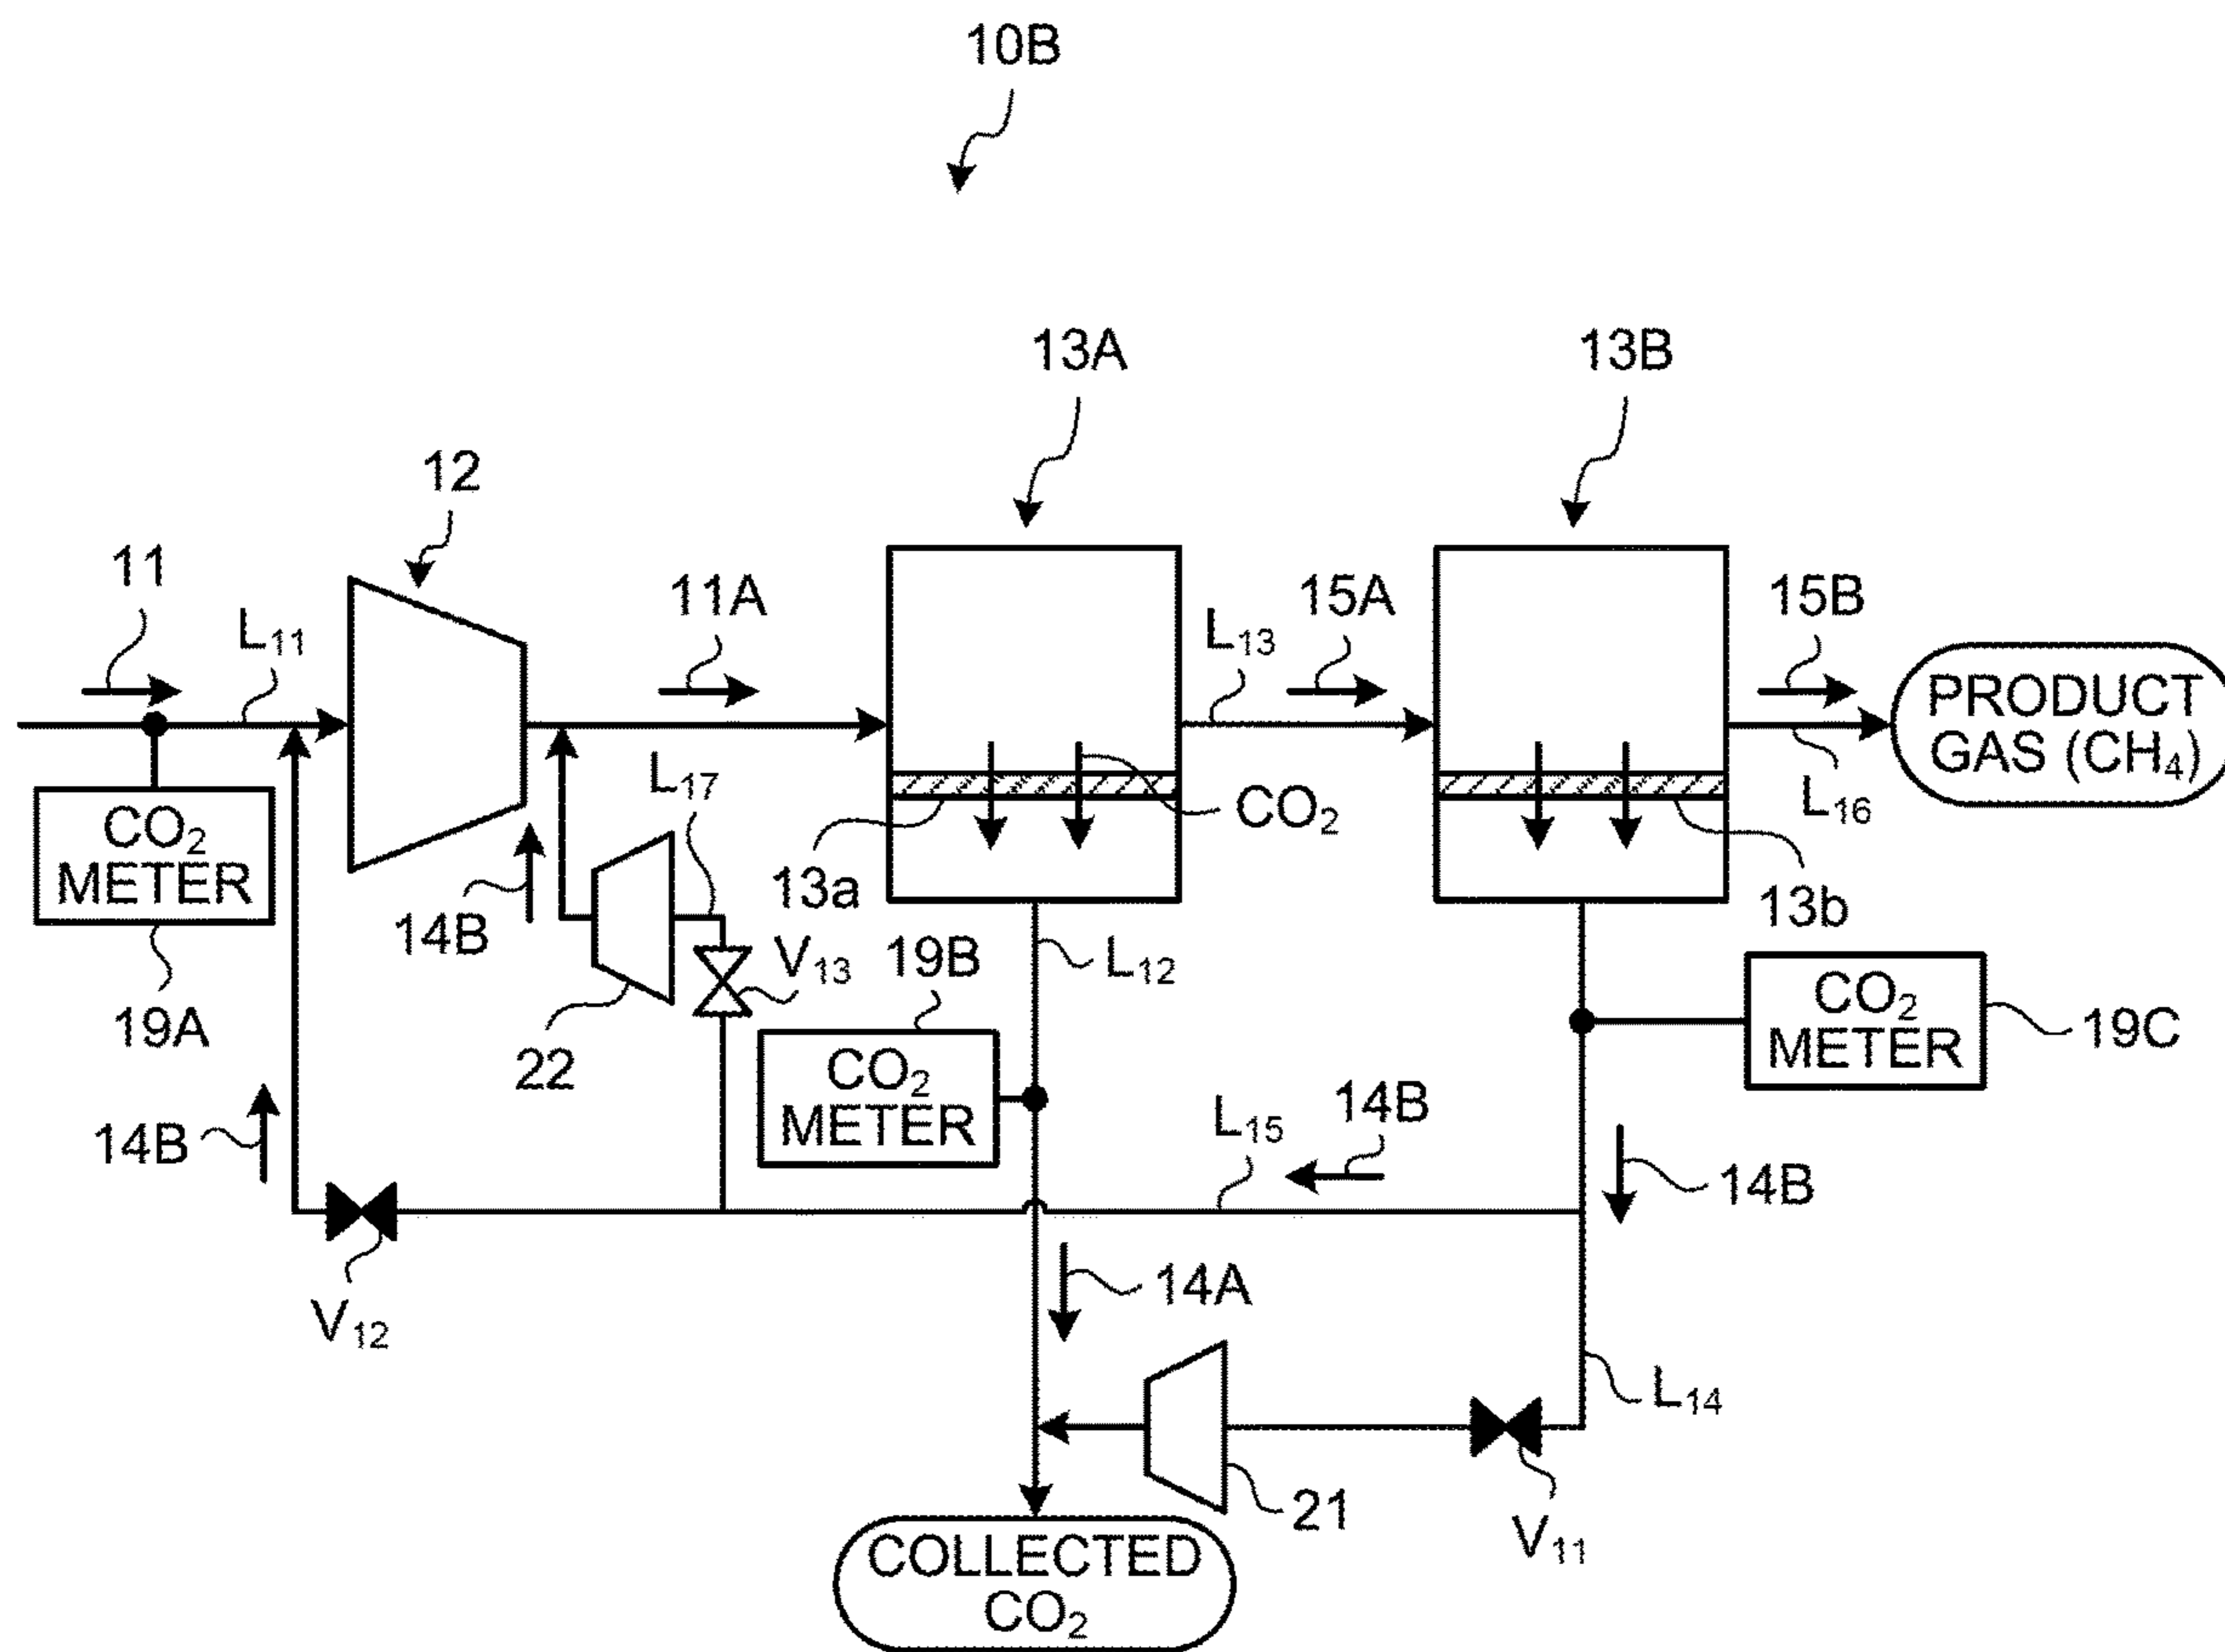 10B
13A
13B
12
11
L11
11A
L13
15A
15B
PRODUCT
GAS (CH4)
L16
L17
CO2
METER
19A
14B
13a
CO2
13b
22
V13
19B
L12
CO2
METER
CO2
METER
19C
14B
L15
14B
14B
V12
14A
L14
21
V11
COLLECTED
CO2